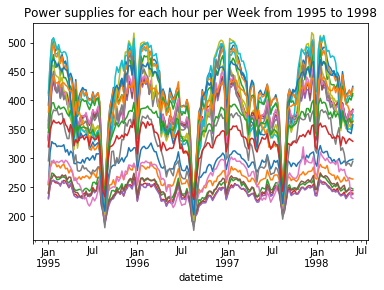 Power supplies for each hour per Week from 1995 to 1998
500
450
400
350
300
250
200
Jan Jul Jan Jul Jan Jul Jan Jul
1995 1996 1997 1998
datetime